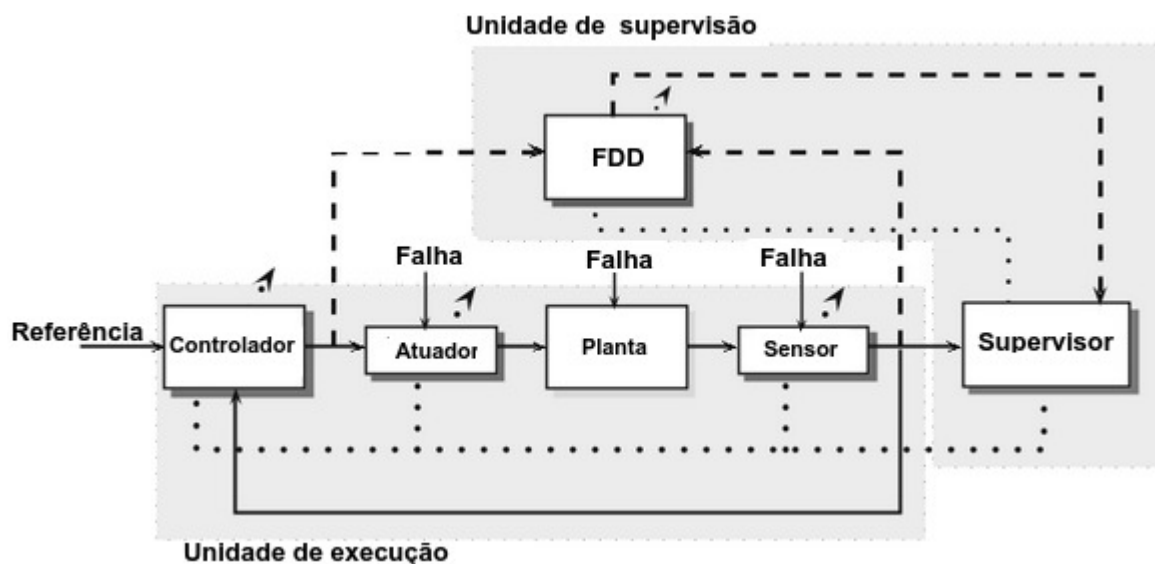 Unidade de supervisão
FDD
Falha
Falha
Falha
Referência
Controlador
Atuador
Planta
Sensor
Supervisor
Unidade de execução